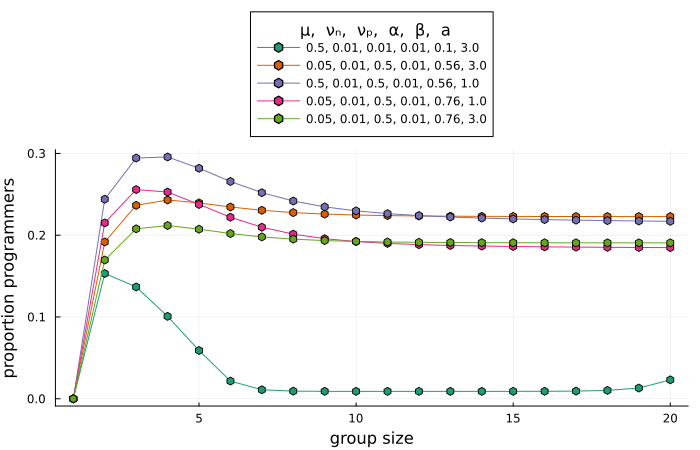 μ, νₙ, νₚ, α, β, a
0.5, 0.01, 0.01, 0.01, 0.1, 3.0
0.05, 0.01, 0.5, 0.01, 0.56, 3.0
0.5, 0.01, 0.5, 0.01, 0.56, 1.0
0.05, 0.01, 0.5, 0.01, 0.76, 1.0
0.05, 0.01, 0.5, 0.01, 0.76, 3.0
proportion programmers
0.3
0.2
0.1
0.0
5 10 15 20
group size